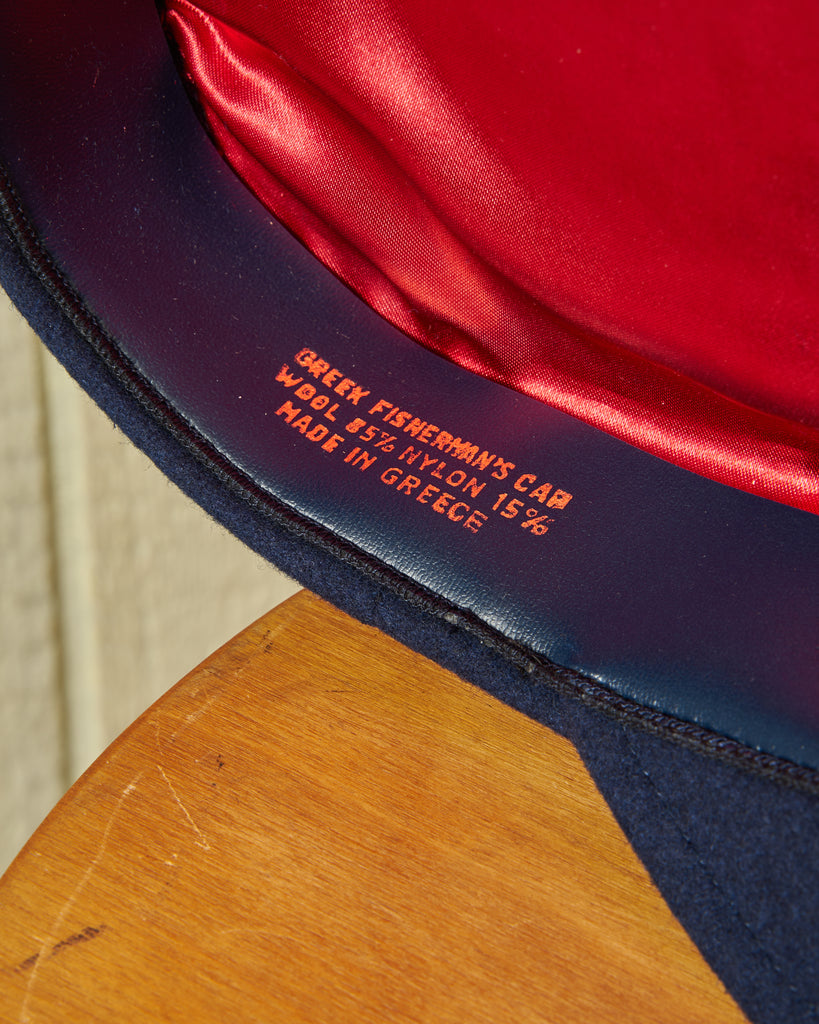 GREEK FISHERMAN'S CAP
WOOL 85% NYLON 15%
MADE IN GREECE